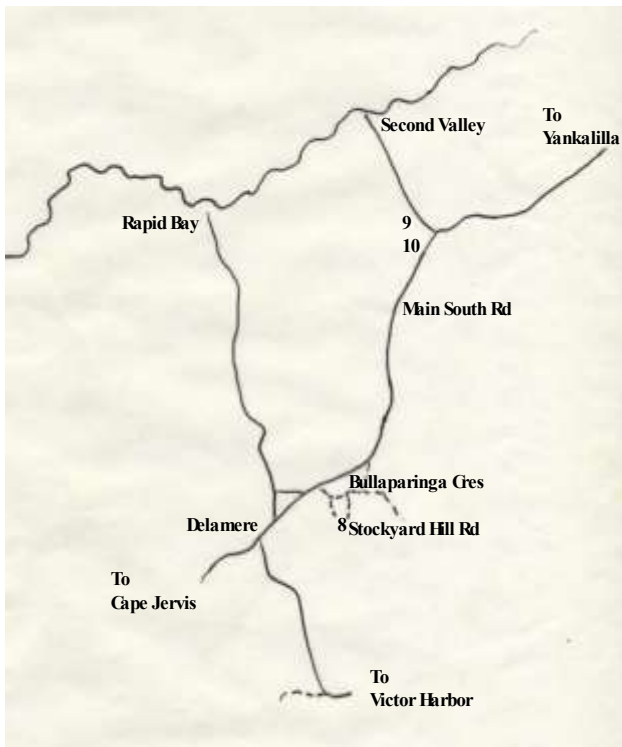 To
Yankalilla
Second Valley
Rapid Bay
9
10
Main South Rd
Bullaparinga Cres
Delamere
8
Stockyard Hill Rd
To
Cape Jervis
To
Victor Harbor